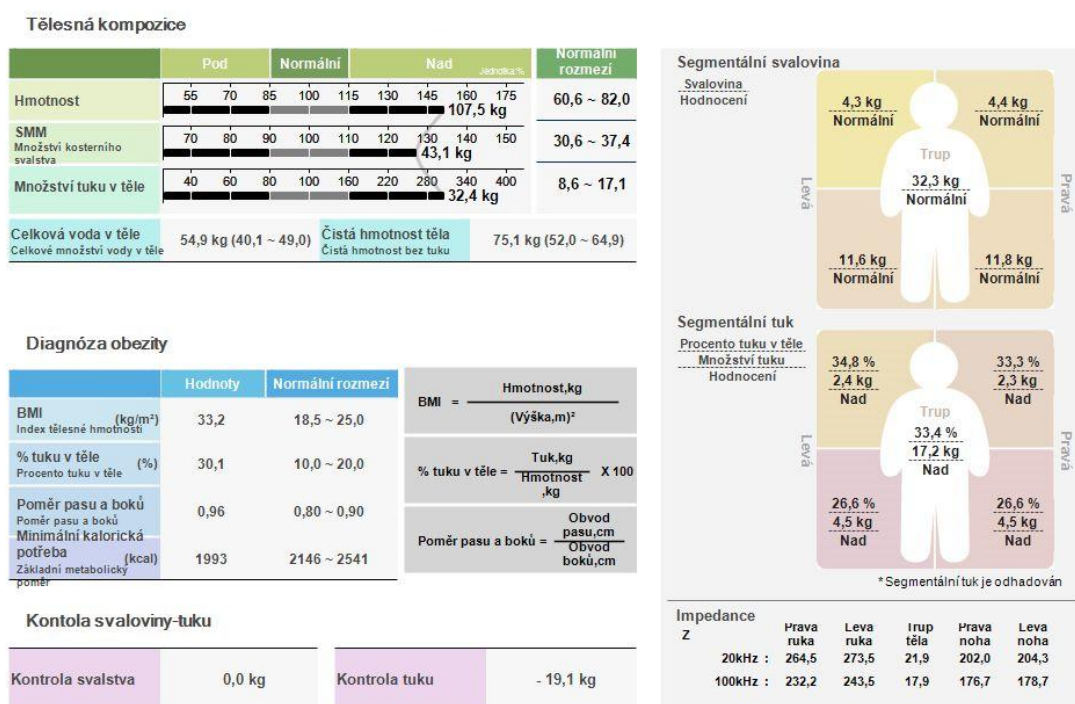 Tělesná kompozice
Pod Normální Nad Jednotka:% Normální rozmezí
Hmotnost
55 70 85 100 115 130 145 160 175
107,5 kg
60,6 ~ 82,0
SMM
Množství kosterního
svalstva
70 80 90 100 110 120 130 140 150
43,1 kg
30,6 ~ 37,4
Množství tuku v těle
40 60 80 100 160 220 280 340 400
32,4 kg
8,6 ~ 17,1
Celková voda v těle
Celkové množství vody v těle
54,9 kg (40,1 ~ 49,0)
Čistá hmotnost těla
Čistá hmotnost bez tuku
75,1 kg (52,0 ~ 64,9)
Diagnóza obezity
Hodnoty Normální rozmezí
BMI (kg/m²)
Index tělesné hmotnosti
33,2 18,5 ~ 25,0
% tuku v těle (%)
Procento tuku v těle
30,1 10,0 ~ 20,0
Poměr pasu a boků
Poměr pasu a boků
0,96 0,80 ~ 0,90
Minimální kalorická
potřeba (kcal)
Základní metabolický
poměr
1993 2146 ~ 2541
BMI = Hmotnost,kg
(Výška,m)²
% tuku v těle = Tuk,kg X 100
Hmotnost
,kg
Poměr pasu a boků = Obvod
pasu,cm
Obvod
boků,cm
Kontola svaloviny-tuku
Kontrola svalstva 0,0 kg
Kontrola tuku - 19,1 kg
Segmentální svalovina
Svalovina
Hodnocení
4,3 kg
Normální
4,4 kg
Normální
Trup
32,3 kg
Normální
Levá
Pravá
11,6 kg
Normální
11,8 kg
Normální
Segmentální tuk
Procento tuku v těle
Množství tuku
Hodnocení
34,8 %
2,4 kg
Nad
33,3 %
2,3 kg
Nad
Trup
33,4 %
17,2 kg
Nad
Levá
Pravá
26,6 %
4,5 kg
Nad
26,6 %
4,5 kg
Nad
* Segmentální tuk je odhadován
Impedance
Z
Prava ruka Leva ruka Trup těla Prava noha Leva noha
20kHz : 264,5 273,5 21,9 202,0 204,3
100kHz : 232,2 243,5 17,9 176,7 178,7